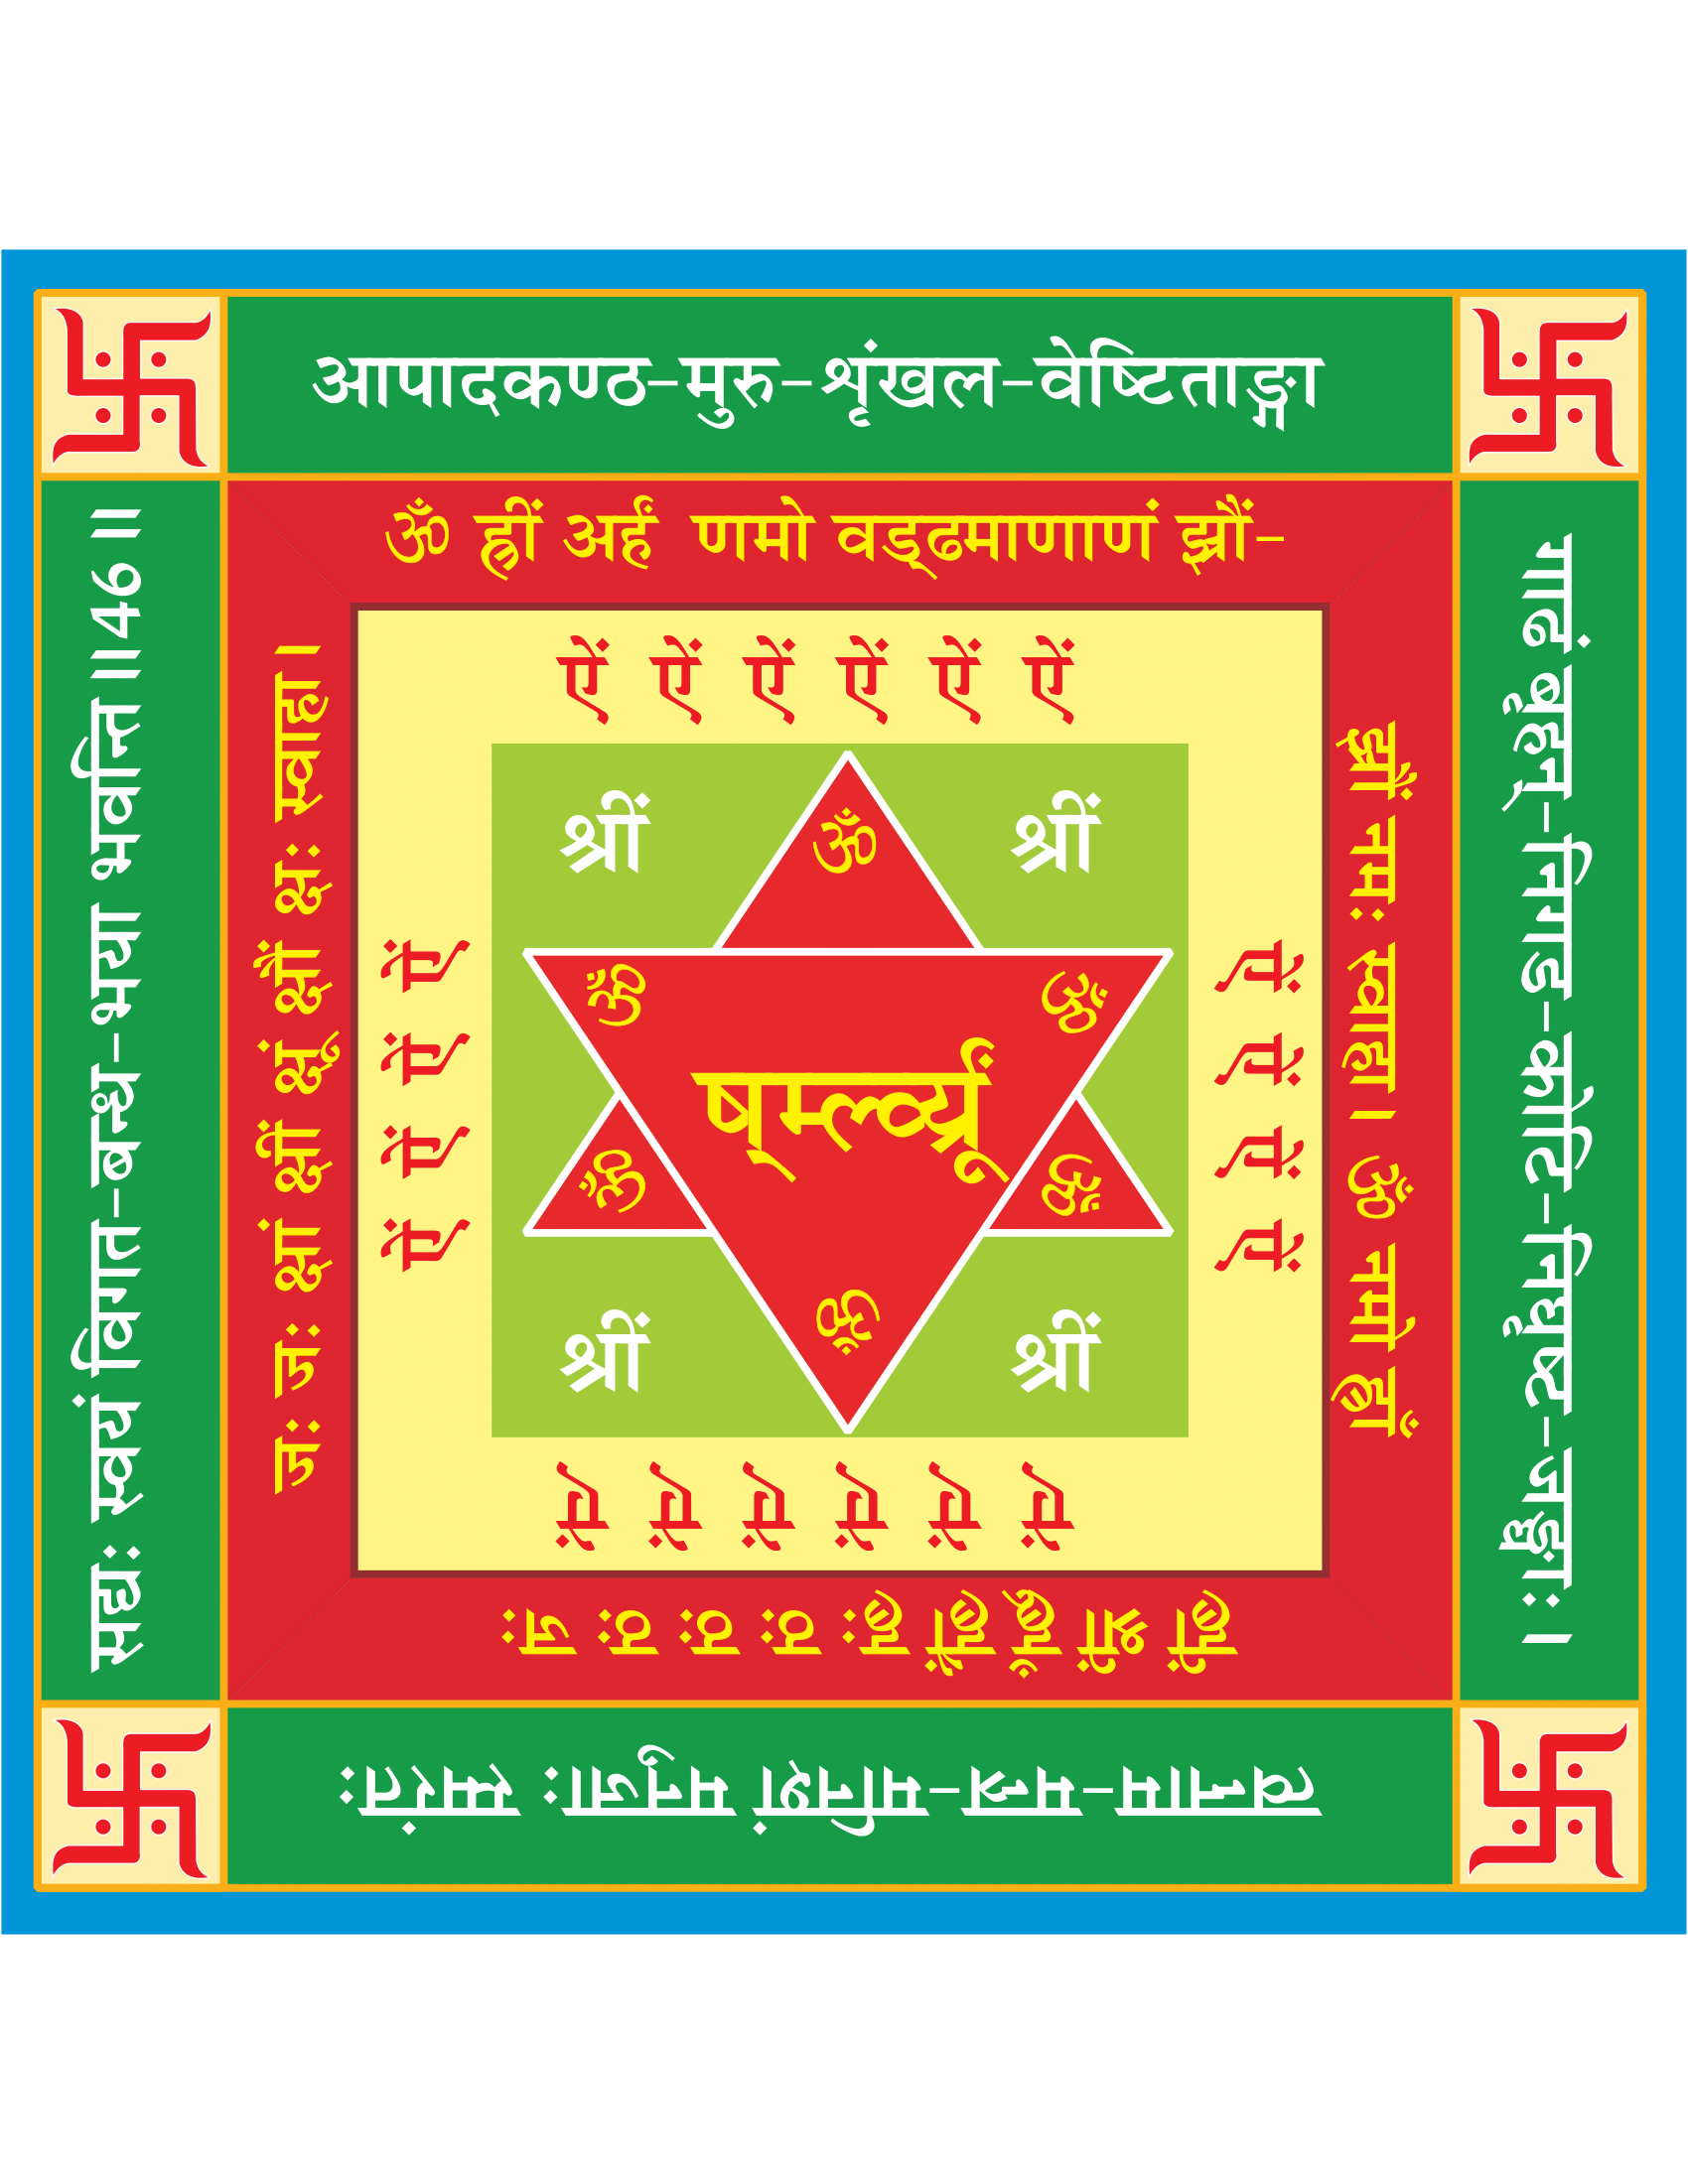 आपादकण्ठ-मुरु-श्रृंखल-वेष्टिताङ्गा
गाढं बृहन्-निगड-कोटि-निघृष्ट-जङ्घाः।
त्वन्नाम-मन्त्र-मनिशं मनुजाः स्मरन्तः
सद्यः स्वयं विगत-बन्ध-भया भवन्ति॥46॥
ॐ ह्रीं अर्हं णमो वड्ढमाणाणं झ्रौं-
झ्रौं नमः स्वाहा। ॐ नमो ह्राँ
ह्रीं श्रीं ह्रूँ ह्रौं ह्रः ठः ठः ठः जः
जः जः क्षां क्षीं क्षूं क्षौं क्षः स्वाहा।
ऐं ऐं ऐं ऐं ऐं ऐं
ऐं ऐं ऐं ऐं
ऐं ऐं ऐं ऐं ऐं ऐं
ऐं ऐं ऐं ऐं
श्रीं श्रीं
ॐ
ॐ ॐ
ॐ ॐ
ॐ
श्रीं श्रीं